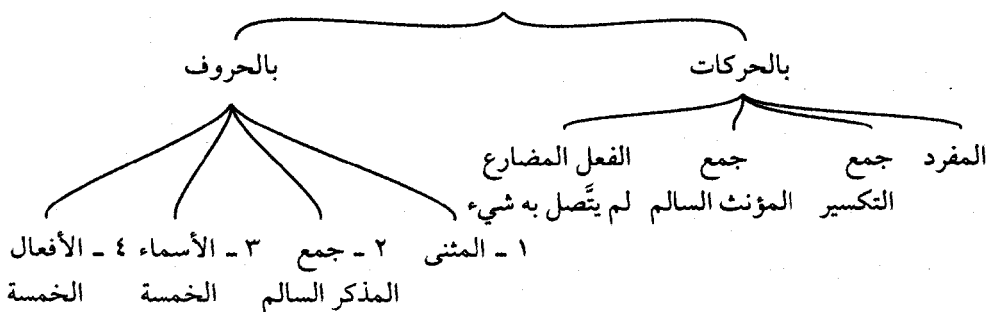 بالحركات بالحروف
المفرد جمع جمع الفعل المضارع
التكسير المؤنث السالم لم يتَّصل به شيء
١ ـ المثنى ٢ ـ جمع ٣ ـ الأسماء ٤ ـ الأفعال
المذكر السالم الخمسة الخمسة